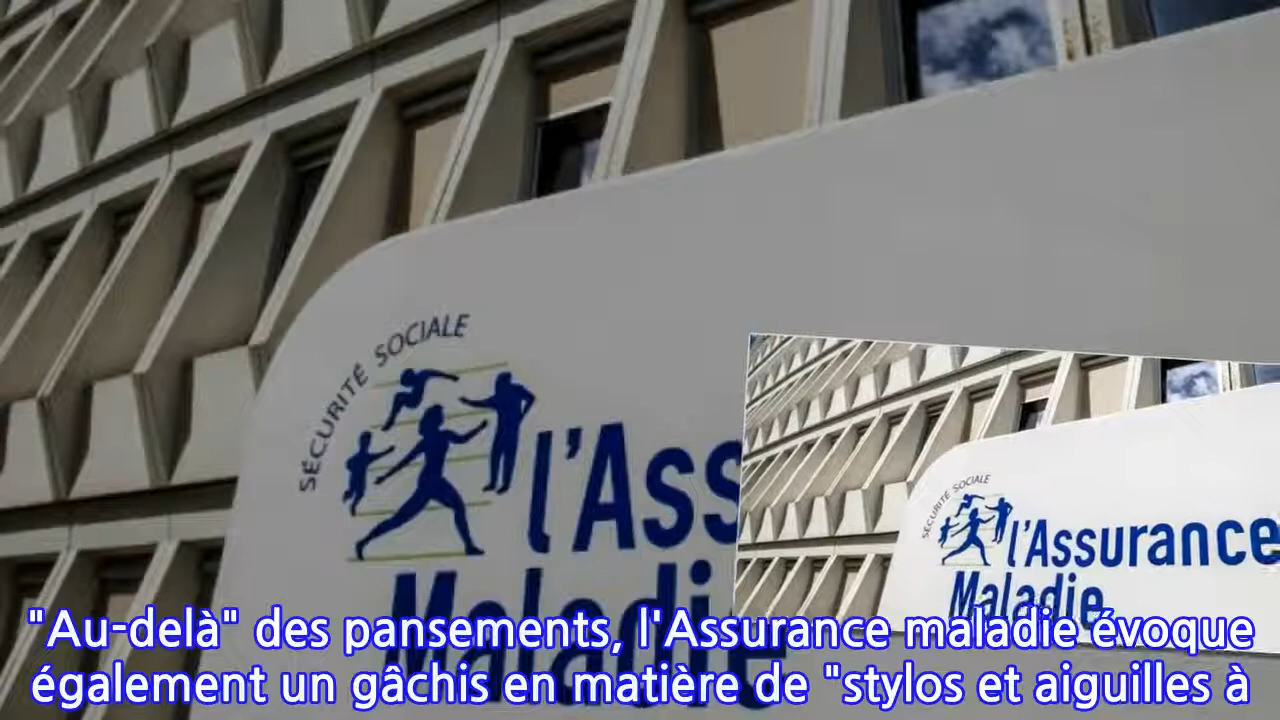 SÉCURITÉ SOCIALE
l'Ass
Maladie
SÉCURITÉ SOCIALE
l'Assurance
Maladie
"Au-delà" des pansements, l'Assurance maladie évoque
également un gâchis en matière de "stylos et aiguilles à